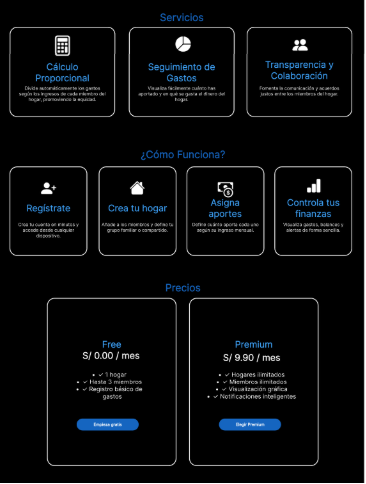 Servicios
Cálculo
Proporcional
Divide automáticamente los gastos
según los ingresos de cada miembro del
hogar, promoviendo la equidad.
Seguimiento de
Gastos
Visualiza fácilmente cuánto has
aportado y en qué se gasta el dinero del
hogar.
Transparencia y
Colaboración
Fomenta la comunicación y acuerdos
justos entre los miembros del hogar.
¿Cómo Funciona?
Regístrate
Crea tu cuenta en minutos y
accede desde cualquier
dispositivo.
Crea tu hogar
Añade a los miembros y define tu
grupo familiar o compartido.
Asigna
aportes
Define cuánto aporta cada uno
según su ingreso mensual.
Controla tus
finanzas
Visualiza gastos, balances y
alertas de forma sencilla.
Precios
Free
S/ 0.00 / mes
• ✓ 1 hogar
• ✓ Hasta 3 miembros
• ✓ Registro básico de
gastos
Empieza gratis
Premium
S/ 9.90 / mes
• ✓ Hogares ilimitados
• ✓ Miembros ilimitados
• ✓ Visualización gráfica
• ✓ Notificaciones inteligentes
Elegir Premium